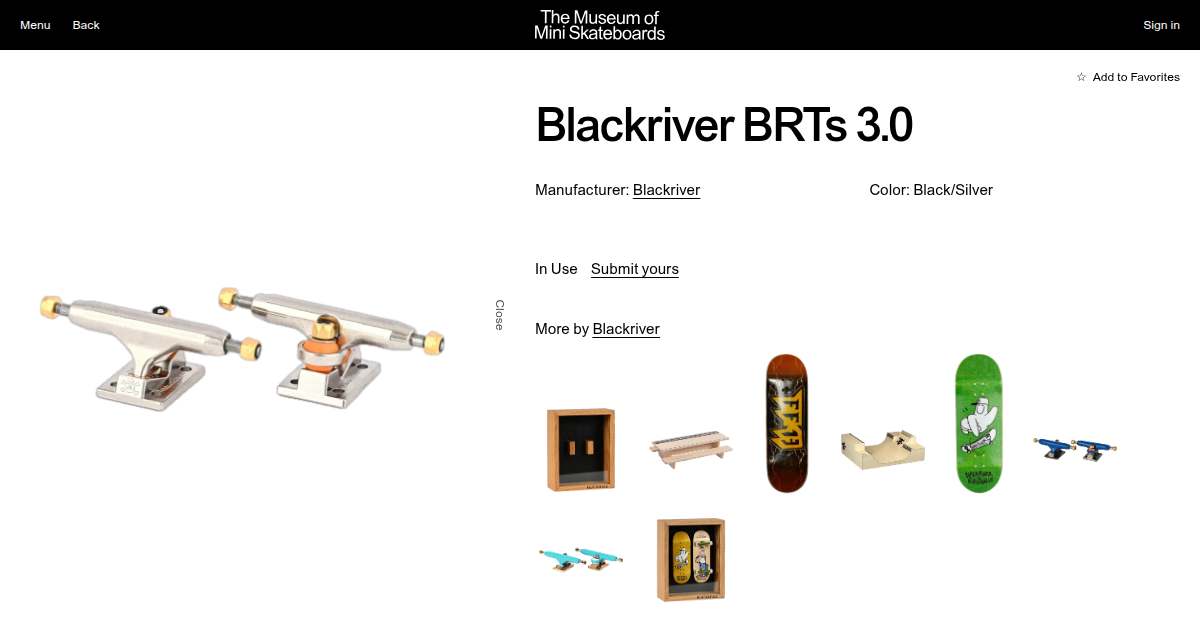 Menu
Back
The Museum of
Mini Skateboards
Sign in
☆ Add to Favorites
Blackriver BRTs 3.0
Manufacturer: Blackriver
Color: Black/Silver
In Use
Submit yours
Close
More by Blackriver